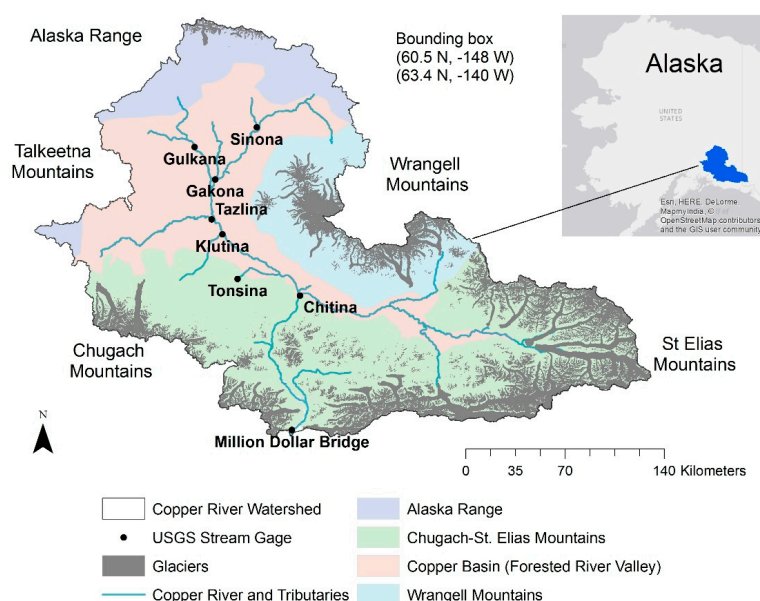 Alaska Range
Bounding box
(60.5 N, -148 W)
(63.4 N, -140 W)
Alaska
UNITED
STATES
Esri, HERE, DeLorme,
MapmyIndia, ©
OpenStreetMap contributors,
and the GIS user community
Talkeetna
Mountains
Sinona
Gulkana
Gakona
Wrangell
Mountains
Tazlina
Klutina
Tonsina
Chitina
Chugach
Mountains
St Elias
Mountains
N
Million Dollar Bridge
0 35 70 140 Kilometers
Copper River Watershed
USGS Stream Gage
Glaciers
Copper River and Tributaries
Alaska Range
Chugach-St. Elias Mountains
Copper Basin (Forested River Valley)
Wrangell Mountains